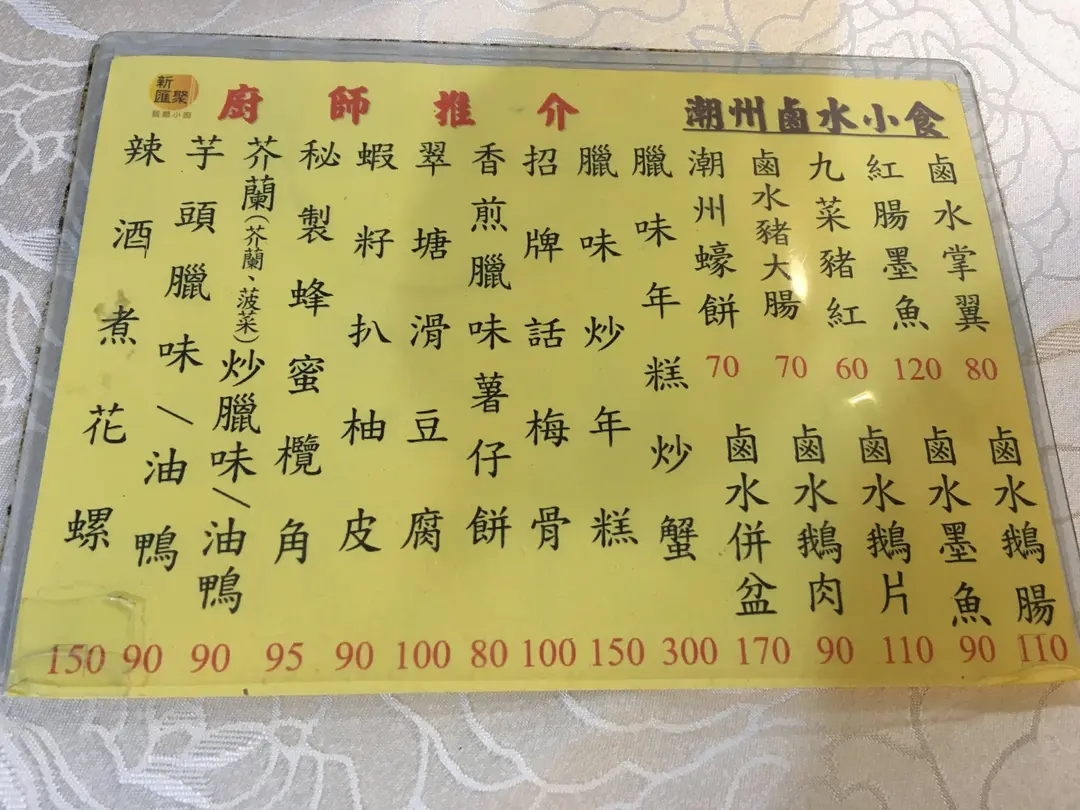 新匯聚
廚師推介
辣酒煮花螺
150
芋頭臘味/油鴨
90
芥蘭(芥蘭、菠菜)炒臘味/油鴨
90
秘製蜂蜜欖角
95
蝦籽扒柚皮
90
翠塘滑豆腐
100
香煎臘味薯仔餅
80
招牌話梅骨
100
臘味炒年糕
150
臘味年糕炒蟹
300
潮州鹵水小食
潮州蠔餅
70
鹵水豬大腸
70
九菜豬紅
60
紅腸墨魚
120
鹵水掌翼
80
鹵水併盆
170
鹵水鵝肉
90
鹵水鵝片
110
鹵水墨魚
90
鹵水鵝腸
110